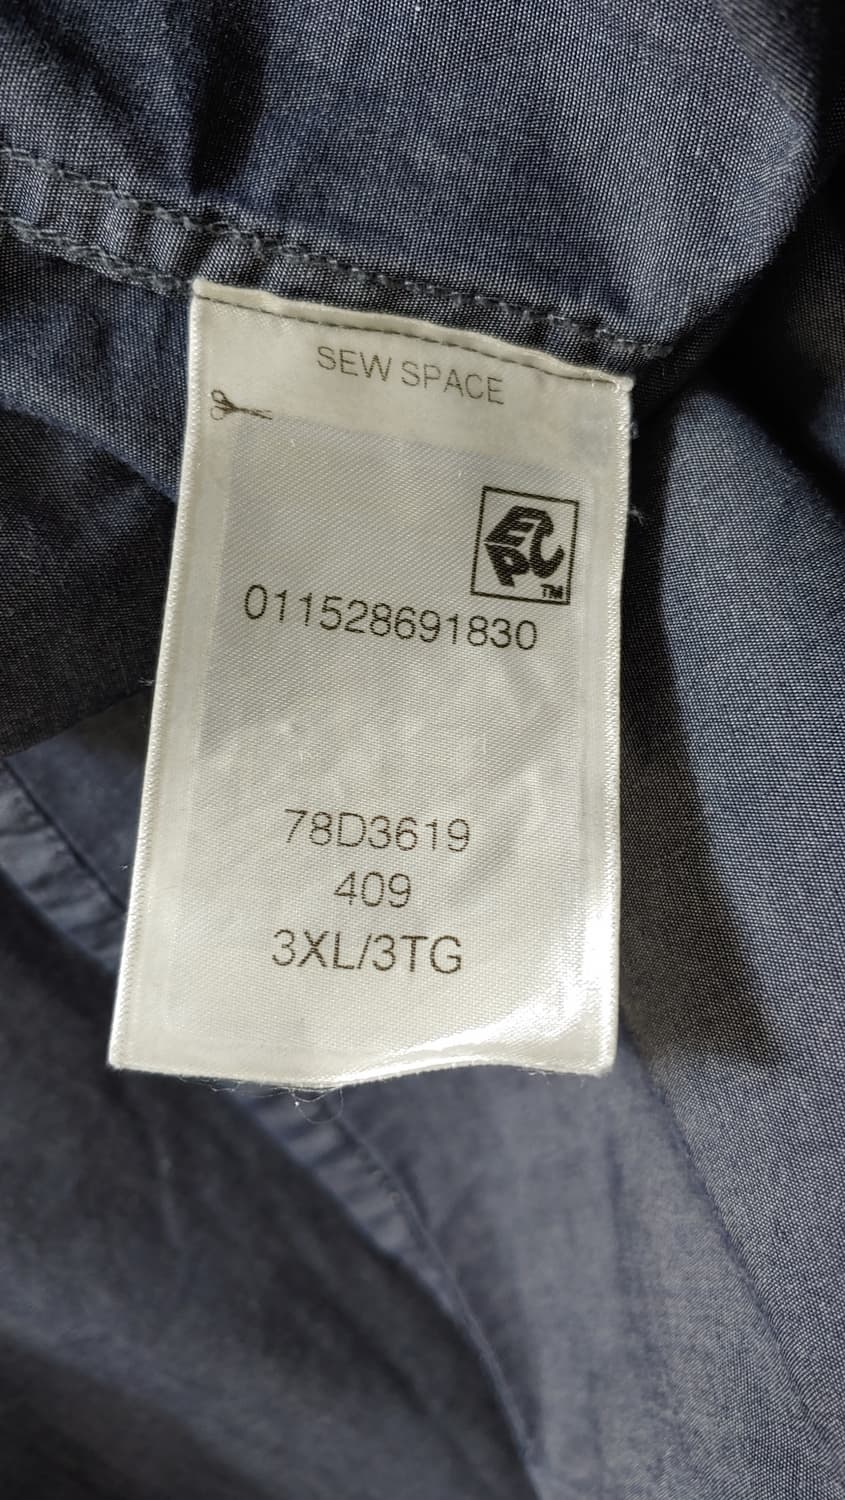 SEW SPACE
EPC
TM
011528691830
78D3619
409
3XL/3TG